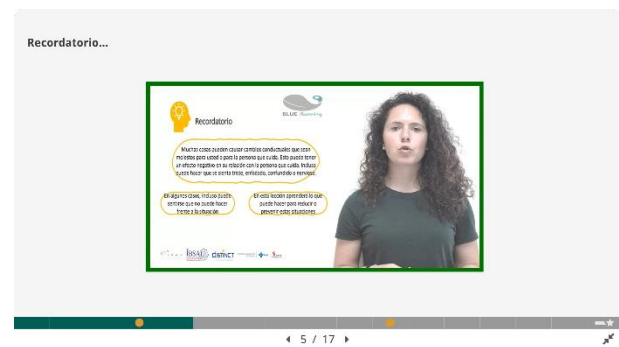 Recordatorio...
Recordatorio
BLUE
Muchas cosas pueden causar cambios conductuales que sean
molestos para usted o para la persona que cuida. Esto puede tener
un efecto negativo en su relación con la persona que cuida. Incluso
puede hacer que se sienta triste, enfadado, confundido o nervioso.
En algunos casos, incluso puede
sentirse que no puede hacer
frente a la situación.
En esta lección aprenderá lo que
puede hacer para reducir o
prevenir estas situaciones
DISTINCT
5 / 17